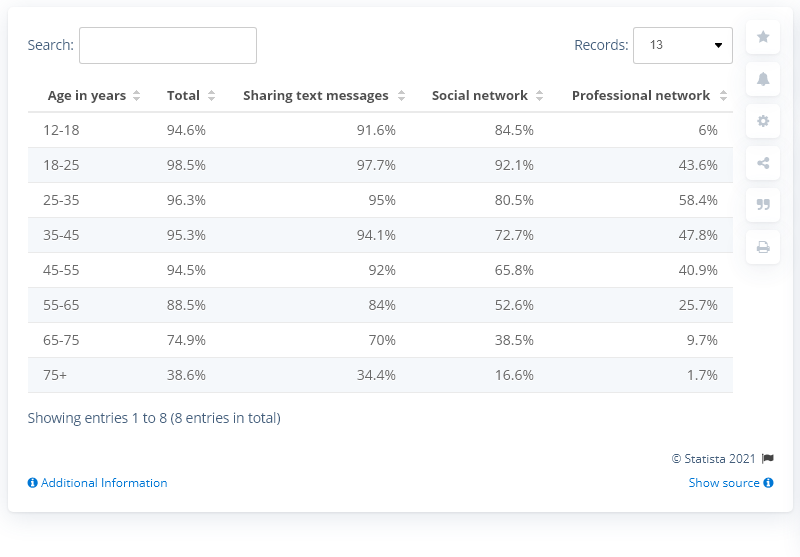 Search: Records: 13
Age in years Total Sharing text messages Social network Professional network
12-18 94.6% 91.6% 84.5% 6%
18-25 98.5% 97.7% 92.1% 43.6%
25-35 96.3% 95% 80.5% 58.4%
35-45 95.3% 94.1% 72.7% 47.8%
45-55 94.5% 92% 65.8% 40.9%
55-65 88.5% 84% 52.6% 25.7%
65-75 74.9% 70% 38.5% 9.7%
75+ 38.6% 34.4% 16.6% 1.7%
Showing entries 1 to 8 (8 entries in total)
© Statista 2021
Additional Information Show source